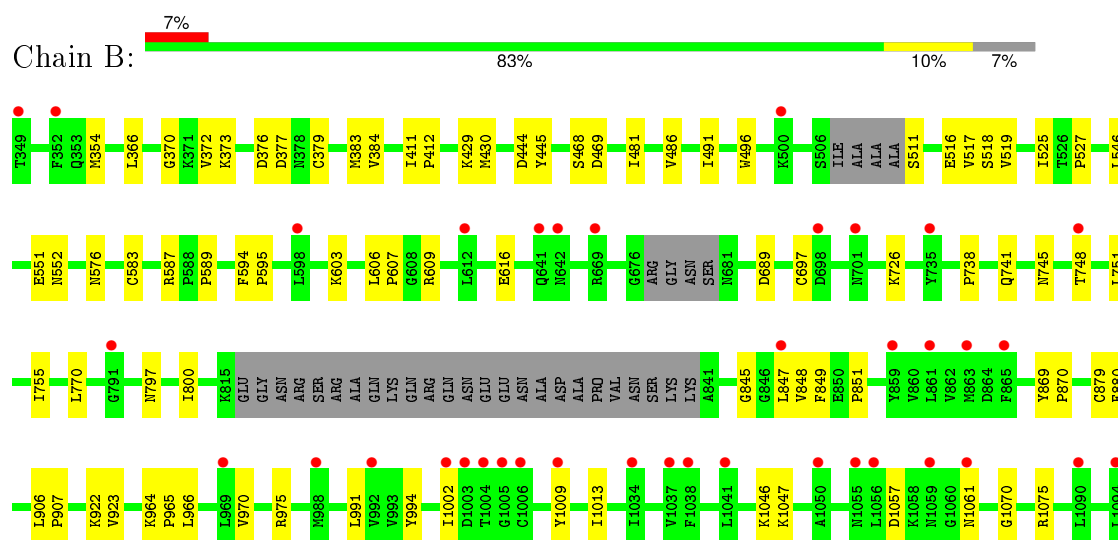 7%
Chain B:
83% 10% 7%
T349 F352 Q353 M354 L366 G370 K371 V372 K373 D376 D377 N378 C379 M383 V384 I411 P412 K429 M430 D444 Y445 S468 D469 I481 V486 I491 W496 K500 S506 ILE ALA ALA ALA S511 E516 V517 S518 V519 I525 T526 P527 L546
E551 N552 N576 C583 R587 P588 P589 F594 P595 L598 K603 L606 P607 G608 R609 L612 E616 Q641 N642 R669 G676 ARG GLY ASN SER N681 D689 C697 D698 N701 K726 Y735 P738 Q741 N745 T748 L751
I755 L770 G791 N797 I800 K815 GLU GLY ASN ARG SER ARG ALA GLN LYS GLN ARG GLN ASN GLU GLU ASN ALA ASP ALA PRO VAL ASN SER LYS LYS A841 G845 G846 L847 V848 F849 E850 P851 Y859 V860 L861 V862 M863 D864 F865 Y869 P870 C879
L906 P907 K922 V923 K964 P965 L966 L969 V970 R975 M988 L991 V992 V993 Y994 I1002 D1003 T1004 G1005 C1006 Y1009 I1013 I1034 V1037 F1038 L1041 K1046 K1047 A1050 N1055 L1056 D1057 K1058 N1059 G1060 N1061 G1070 R1075 L1090